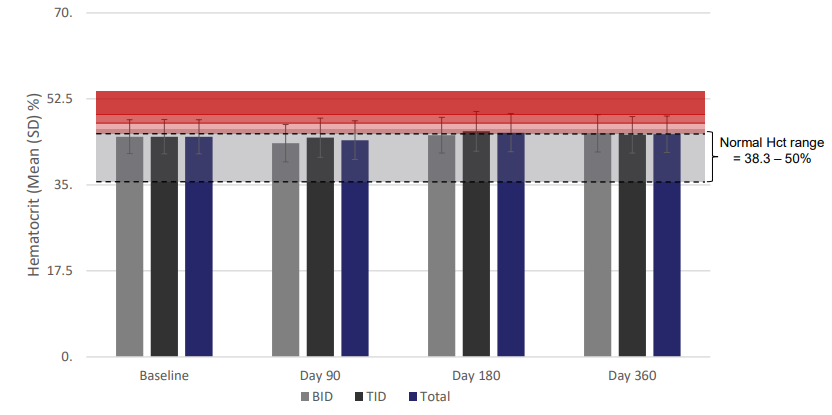 Hematocrit (Mean (SD) %)
70.
52.5
35.
17.5
0.
Normal Hct range
= 38.3 – 50%
Baseline
Day 90
Day 180
Day 360
BID
TID
Total